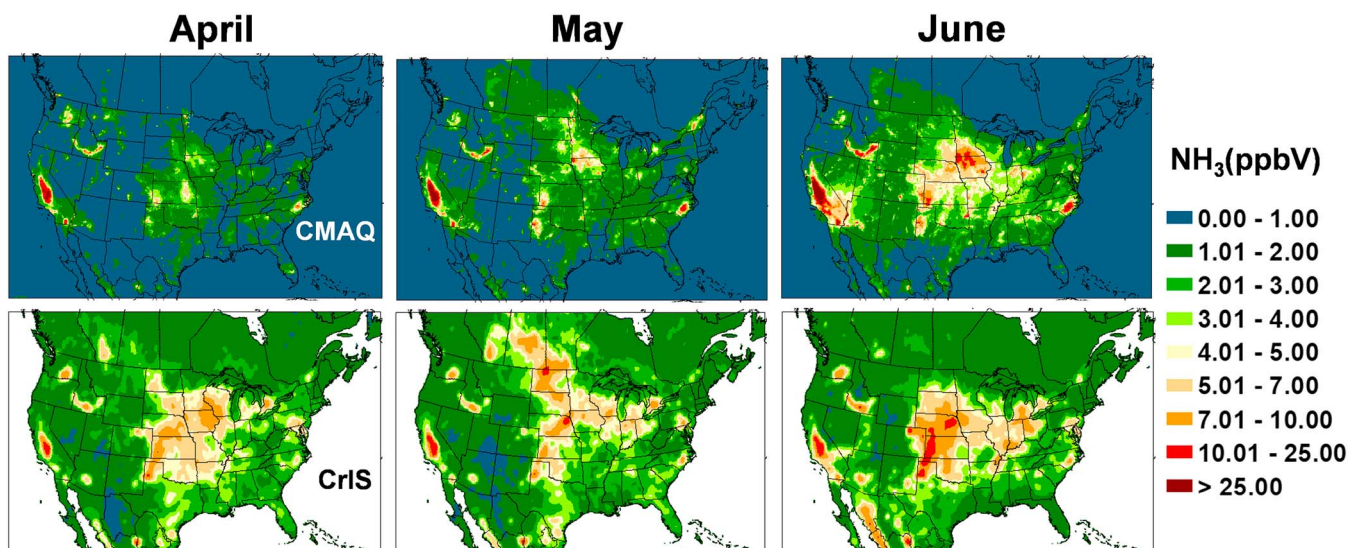 April
May
June
CMAQ
CrIS
NH₃(ppbV)
0.00 - 1.00
1.01 - 2.00
2.01 - 3.00
3.01 - 4.00
4.01 - 5.00
5.01 - 7.00
7.01 - 10.00
10.01 - 25.00
> 25.00